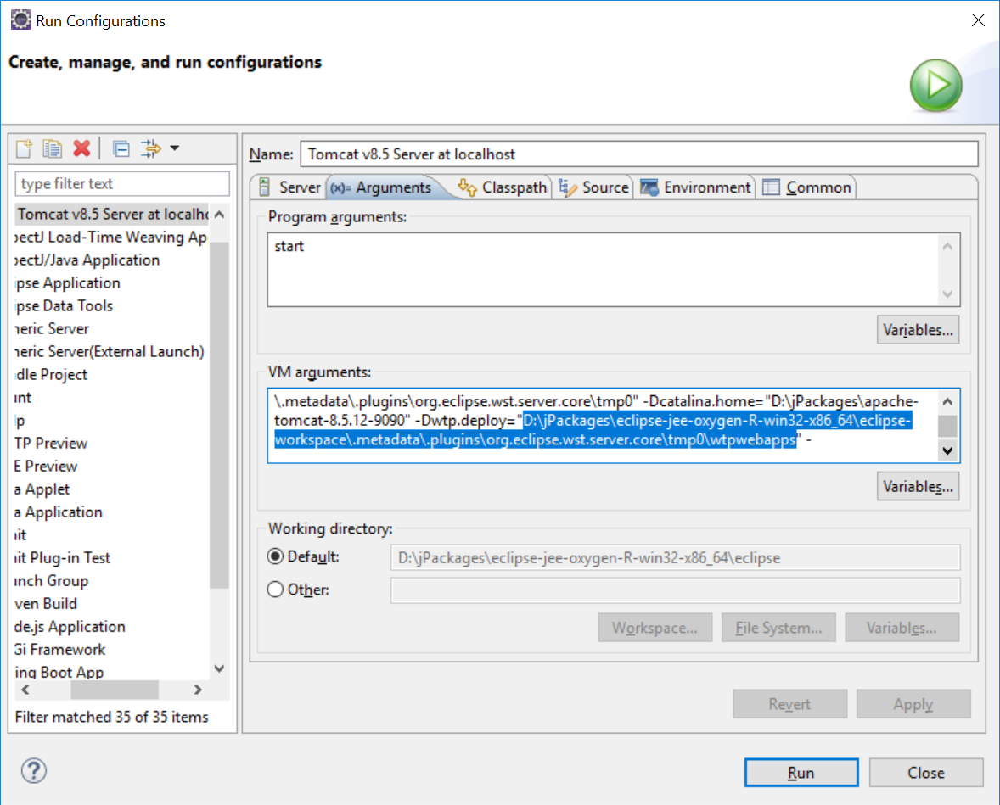 Run Configurations
Create, manage, and run configurations
type filter text
Tomcat v8.5 Server at localho
pectJ Load-Time Weaving Ap
pectJ/Java Application
ipse Application
ipse Data Tools
neric Server
neric Server(External Launch)
dle Project
nt
p
TP Preview
E Preview
a Applet
a Application
nit
nit Plug-in Test
unch Group
ven Build
de.js Application
Gi Framework
ing Boot App
Filter matched 35 of 35 items
Name: Tomcat v8.5 Server at localhost
Server (x)= Arguments Classpath Source Environment Common
Program arguments:
start
Variables...
VM arguments:
\.metadata\.plugins\org.eclipse.wst.server.core\tmp0" -Dcatalina.home="D:\jPackages\apache-
tomcat-8.5.12-9090" -Dwtp.deploy="D:\jPackages\eclipse-jee-oxygen-R-win32-x86_64\eclipse-
workspace\.metadata\.plugins\org.eclipse.wst.server.core\tmp0\wtpwebapps" -
Variables...
Working directory:
Default: D:\jPackages\eclipse-jee-oxygen-R-win32-x86_64\eclipse
Other:
Workspace... File System... Variables...
Revert Apply
? Run Close